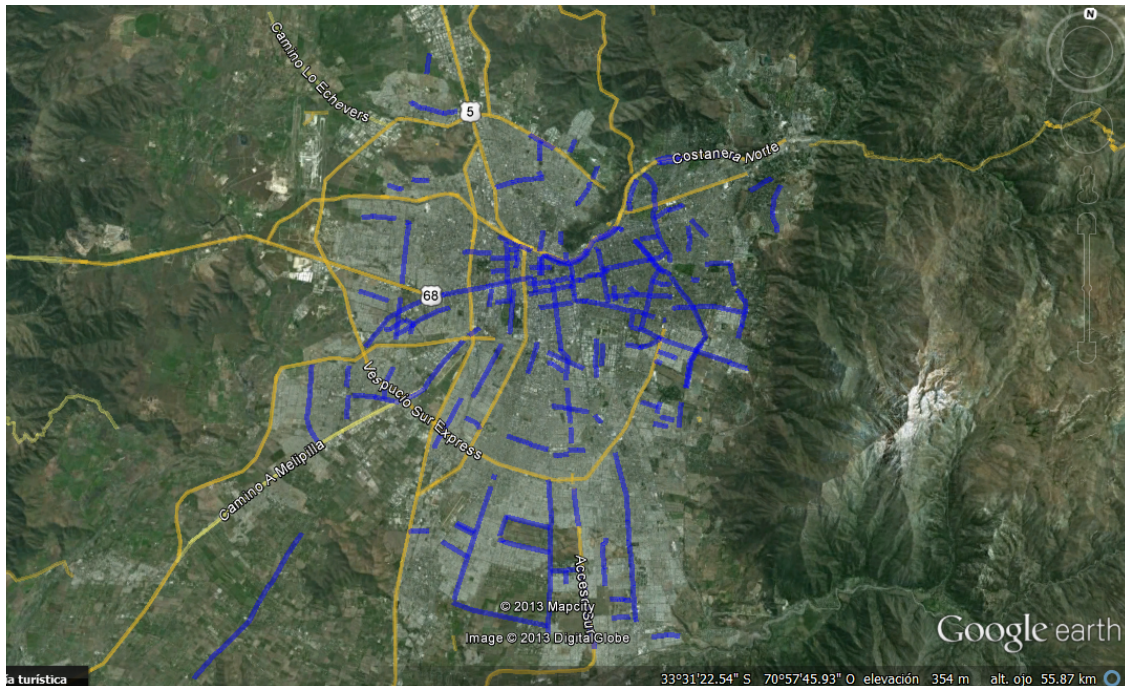 N
Camino Lo Echevers
5
Costanera Norte
68
Vespucio Sur Express
Camino A Melipilla
Acceso Sur
© 2013 Mapcity
Image © 2013 DigitalGlobe
Google earth
ía turística
33°31'22.54" S 70°57'45.93" O elevación 354 m alt. ojo 55.87 km